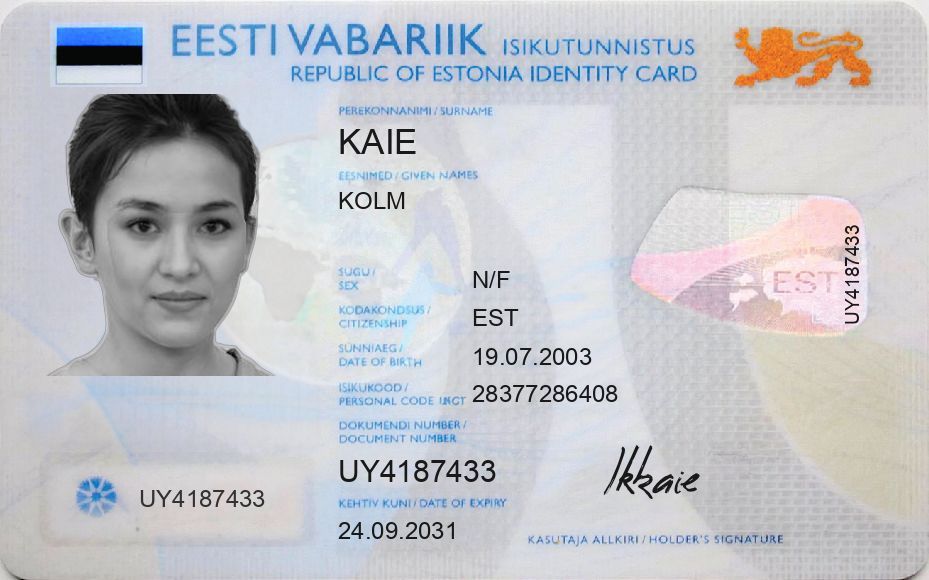 EESTI VABARIIK ISIKUTUNNISTUS
REPUBLIC OF ESTONIA IDENTITY CARD
PEREKONNANIMI / SURNAME
KAIE
EESNIMED / GIVEN NAMES
KOLM
SUGU /
SEX
N/F
KODAKONDSUS /
CITIZENSHIP
EST
SÜNNIAEG /
DATE OF BIRTH
19.07.2003
ISIKUKOOD /
PERSONAL CODE
28377286408
DOKUMENDI NUMBER /
DOCUMENT NUMBER
UY4187433
KEHTIV KUNI / DATE OF EXPIRY
24.09.2031
UY4187433
EST
UY4187433
KASUTAJA ALLKIRI / HOLDER'S SIGNATURE